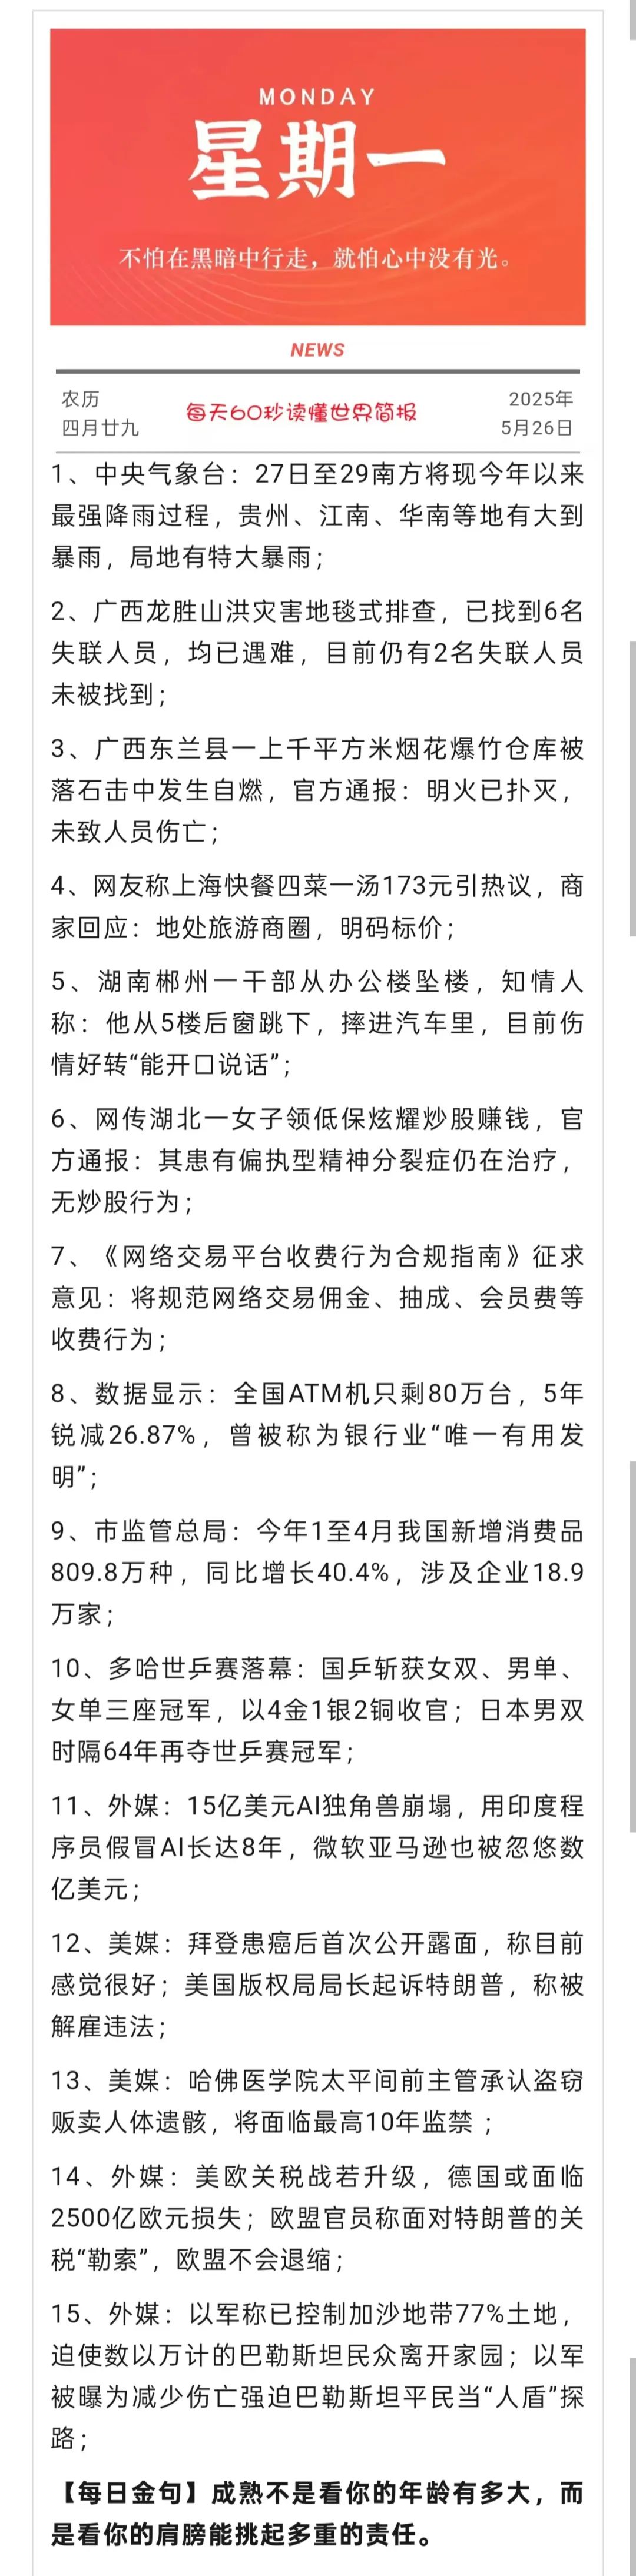 MONDAY
星期一
不怕在黑暗中行走，就怕心中没有光。
NEWS
农历
四月廿九
每天60秒读懂世界简报
2025年
5月26日
1、中央气象台：27日至29南方将现今年以来
最强降雨过程，贵州、江南、华南等地有大到
暴雨，局地有特大暴雨；
2、广西龙胜山洪灾害地毯式排查，已找到6名
失联人员，均已遇难，目前仍有2名失联人员
未被找到；
3、广西东兰县一上千平方米烟花爆竹仓库被
落石击中发生自燃，官方通报：明火已扑灭，
未致人员伤亡；
4、网友称上海快餐四菜一汤173元引热议，商
家回应：地处旅游商圈，明码标价；
5、湖南郴州一干部从办公楼坠楼，知情人
称：他从5楼后窗跳下，摔进汽车里，目前伤
情好转“能开口说话”；
6、网传湖北一女子领低保炫耀炒股赚钱，官
方通报：其患有偏执型精神分裂症仍在治疗，
无炒股行为；
7、《网络交易平台收费行为合规指南》征求
意见：将规范网络交易佣金、抽成、会员费等
收费行为；
8、数据显示：全国ATM机只剩80万台，5年
锐减26.87%，曾被称为银行业“唯一有用发
明”；
9、市监管总局：今年1至4月我国新增消费品
809.8万种，同比增长40.4%，涉及企业18.9
万家；
10、多哈世乒赛落幕：国乒斩获女双、男单、
女单三座冠军，以4金1银2铜收官；日本男双
时隔64年再夺世乒赛冠军；
11、外媒：15亿美元AI独角兽崩塌，用印度程
序员假冒AI长达8年，微软亚马逊也被忽悠数
亿美元；
12、美媒：拜登患癌后首次公开露面，称目前
感觉很好；美国版权局局长起诉特朗普，称被
解雇违法；
13、美媒：哈佛医学院太平间前主管承认盗窃
贩卖人体遗骸，将面临最高10年监禁；
14、外媒：美欧关税战若升级，德国或面临
2500亿欧元损失；欧盟官员称面对特朗普的关
税“勒索”，欧盟不会退缩；
15、外媒：以军称已控制加沙地带77%土地，
迫使数以万计的巴勒斯坦民众离开家园；以军
被曝为减少伤亡强迫巴勒斯坦平民当“人盾”探
路；
【每日金句】成熟不是看你的年龄有多大，而
是看你的肩膀能挑起多重的责任。